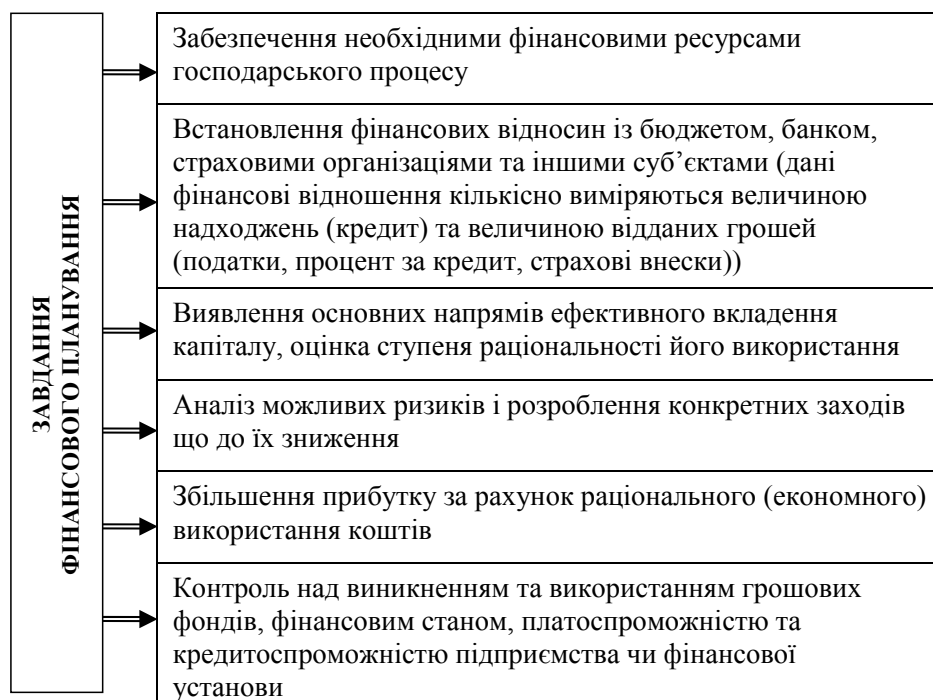 ЗАВДАННЯ
ФІНАНСОВОГО ПЛАНУВАННЯ
Забезпечення необхідними фінансовими ресурсами
господарського процесу
Встановлення фінансових відносин із бюджетом, банком,
страховими організаціями та іншими суб’єктами (дані
фінансові відношення кількісно виміряються величиною
надходжень (кредит) та величиною відданих грошей
(податки, процент за кредит, страхові внески))
Виявлення основних напрямів ефективного вкладення
капіталу, оцінка ступеня раціональності його використання
Аналіз можливих ризиків і розроблення конкретних заходів
що до їх зниження
Збільшення прибутку за рахунок раціонального (економного)
використання коштів
Контроль над виникненням та використанням грошових
фондів, фінансовим станом, платоспроможністю та
кредитоспроможністю підприємства чи фінансової
установи